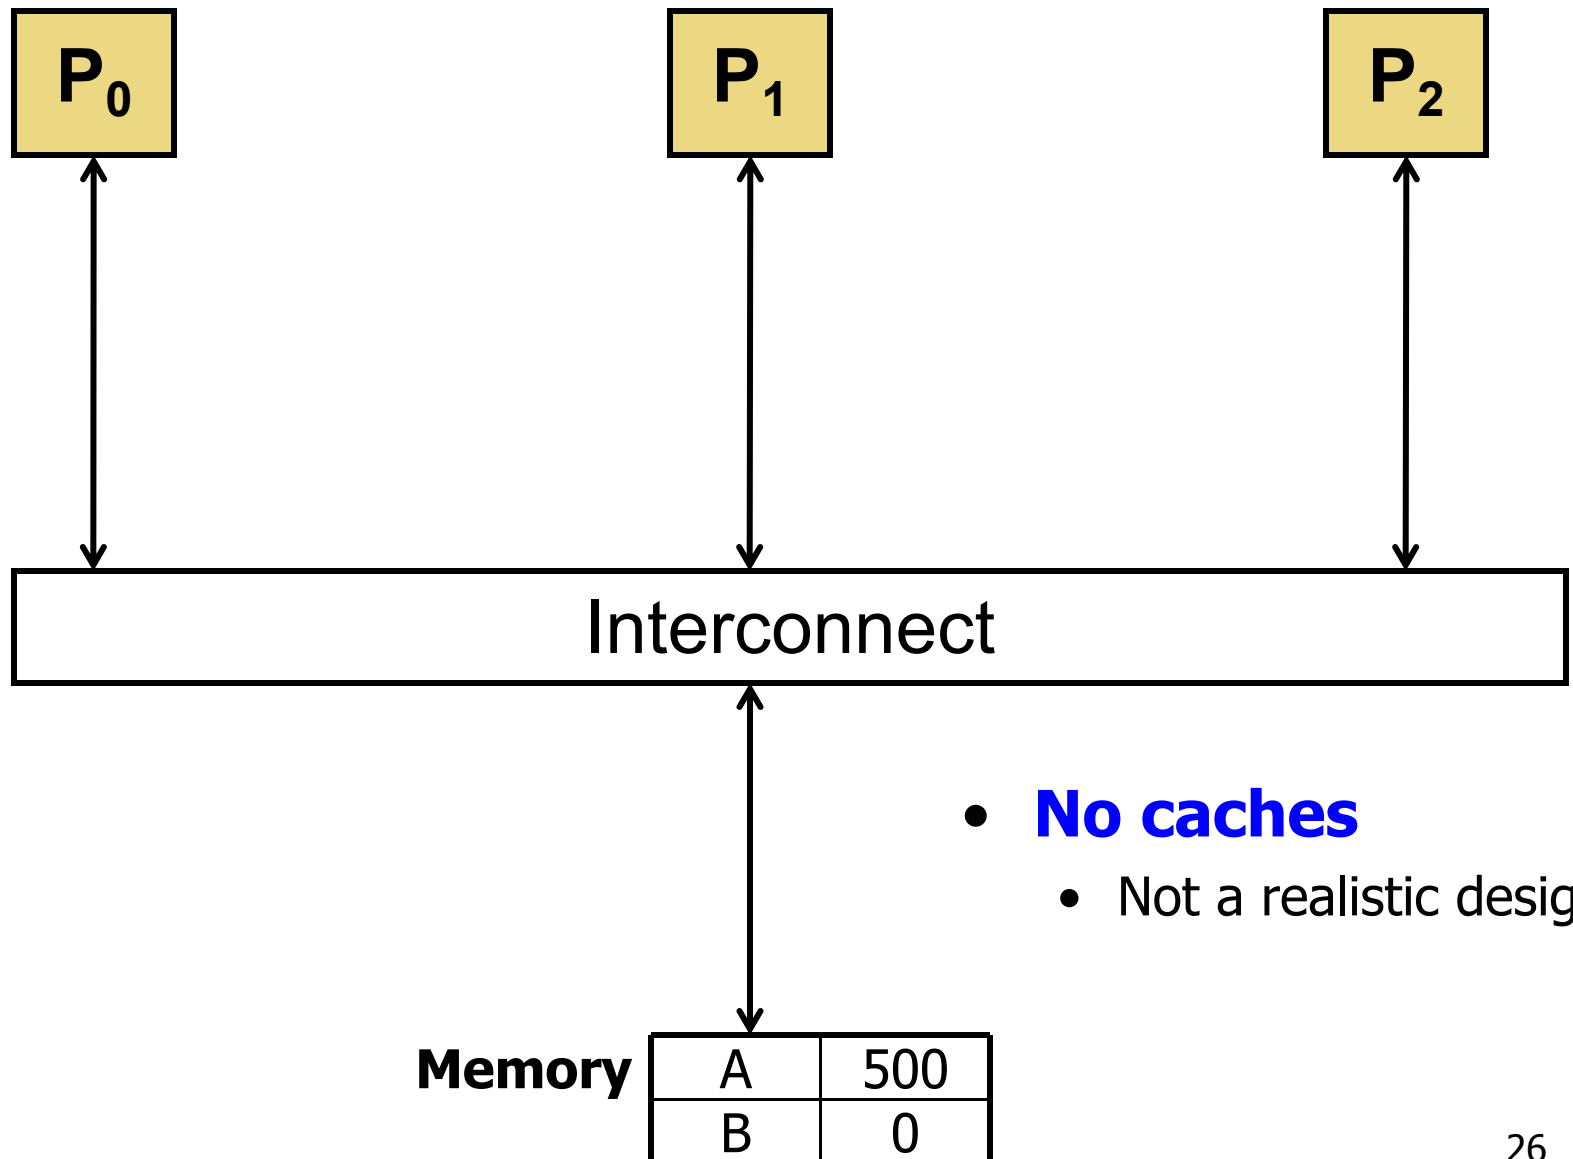 P0 P1 P2
Interconnect
• No caches
• Not a realistic desig
Memory A 500
B 0
26